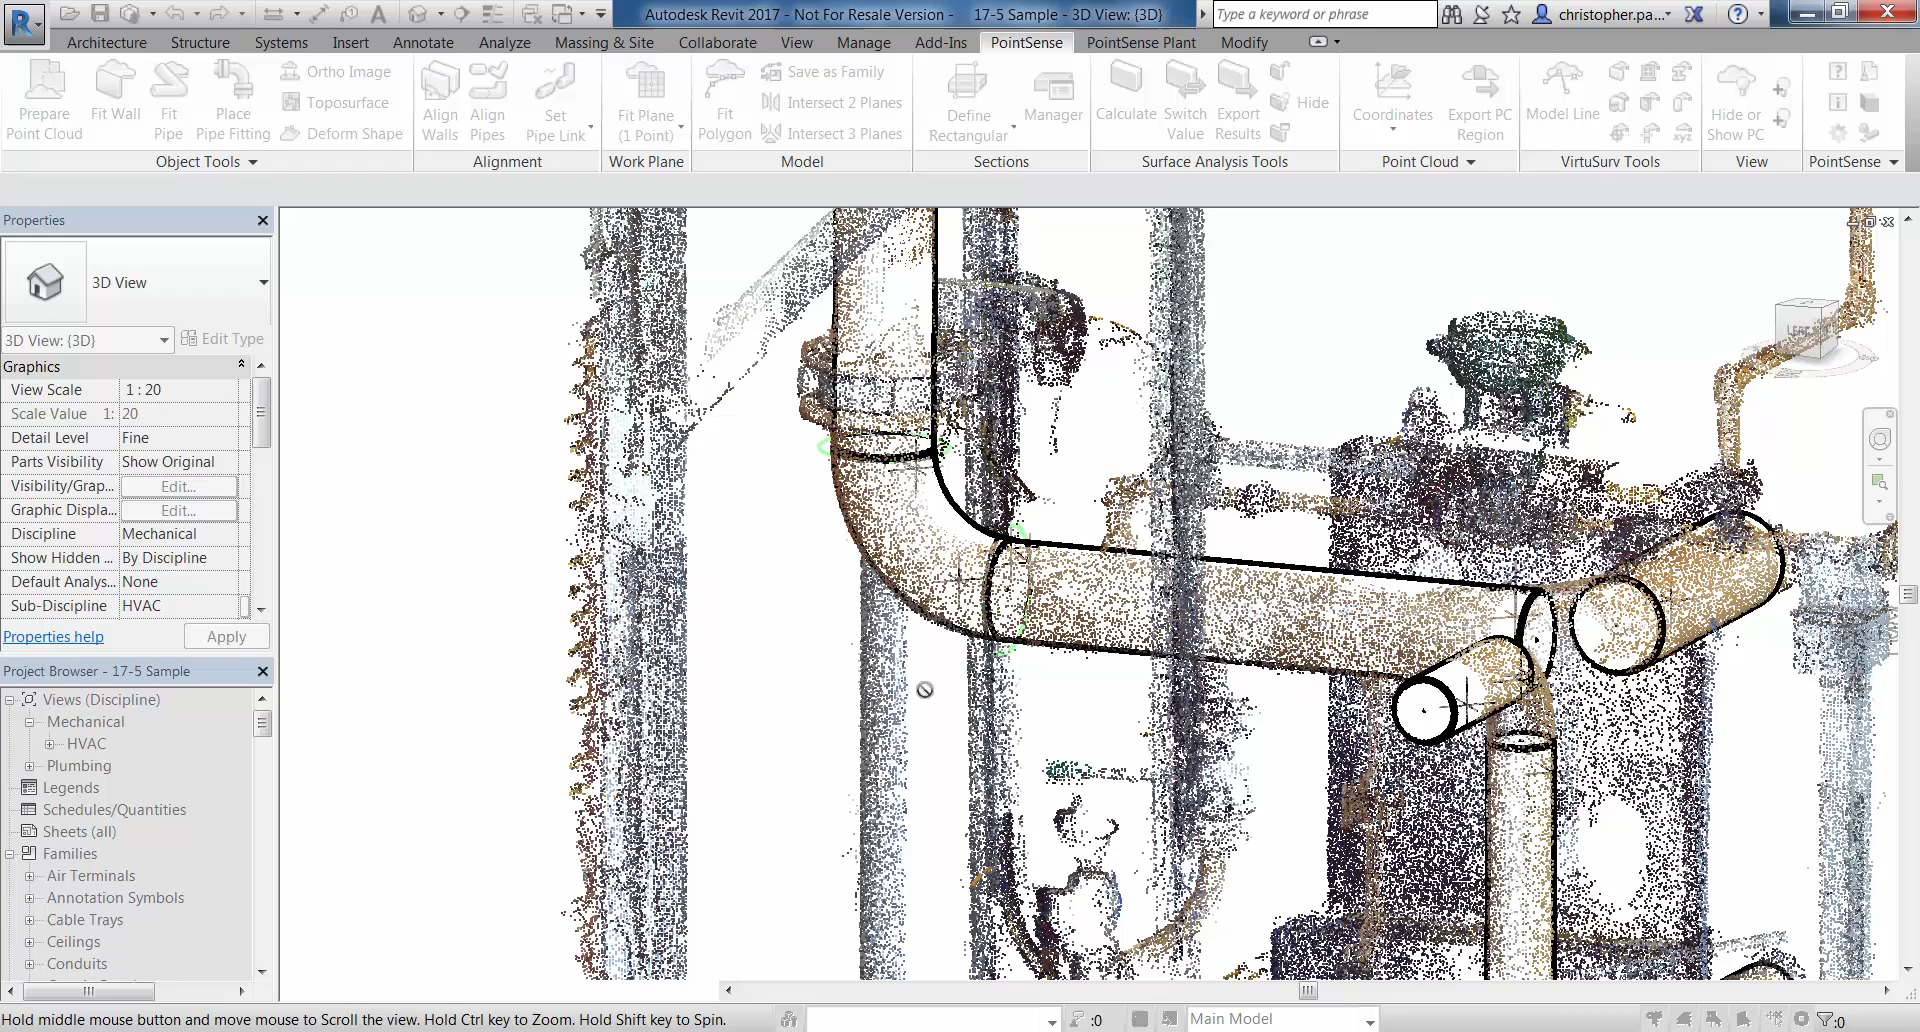 Autodesk Revit 2017 - Not For Resale Version - 17-5 Sample - 3D View: {3D}
Type a keyword or phrase
christopher.pa...
Architecture Structure Systems Insert Annotate Analyze Massing & Site Collaborate View Manage Add-Ins PointSense PointSense Plant Modify
Prepare Point Cloud
Fit Wall
Fit Pipe
Place Pipe Fitting
Ortho Image
Toposurface
Deform Shape
Align Walls
Align Pipes
Set Pipe Link
Fit Plane (1 Point)
Fit Polygon
Save as Family
Intersect 2 Planes
Intersect 3 Planes
Define Rectangular
Manager
Calculate
Switch Value
Export Results
Hide
Coordinates
Export PC Region
Model Line
Hide or Show PC
Object Tools Alignment Work Plane Model Sections Surface Analysis Tools Point Cloud VirtuSurv Tools View PointSense
Properties
3D View
3D View: {3D} Edit Type
Graphics
View Scale 1 : 20
Scale Value 1: 20
Detail Level Fine
Parts Visibility Show Original
Visibility/Grap... Edit...
Graphic Displa... Edit...
Discipline Mechanical
Show Hidden ... By Discipline
Default Analys... None
Sub-Discipline HVAC
Properties help Apply
Project Browser - 17-5 Sample
Views (Discipline)
Mechanical
HVAC
Plumbing
Legends
Schedules/Quantities
Sheets (all)
Families
Air Terminals
Annotation Symbols
Cable Trays
Ceilings
Conduits
Hold middle mouse button and move mouse to Scroll the view. Hold Ctrl key to Zoom. Hold Shift key to Spin.
:0
Main Model
:0